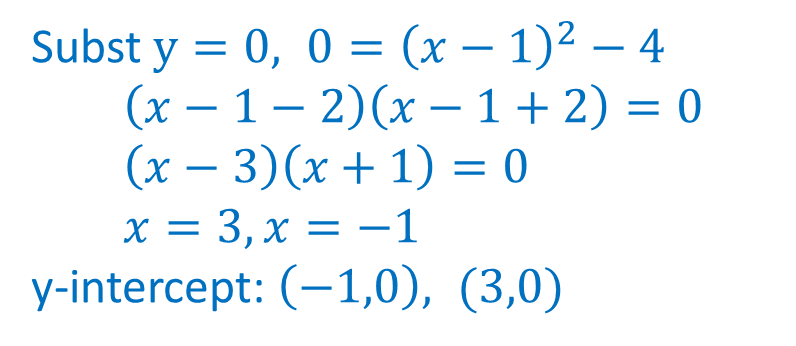 Subst y = 0, 0 = (x − 1)² − 4
(x − 1 − 2)(x − 1 + 2) = 0
(x − 3)(x + 1) = 0
x = 3, x = −1
y-intercept: (−1,0), (3,0)